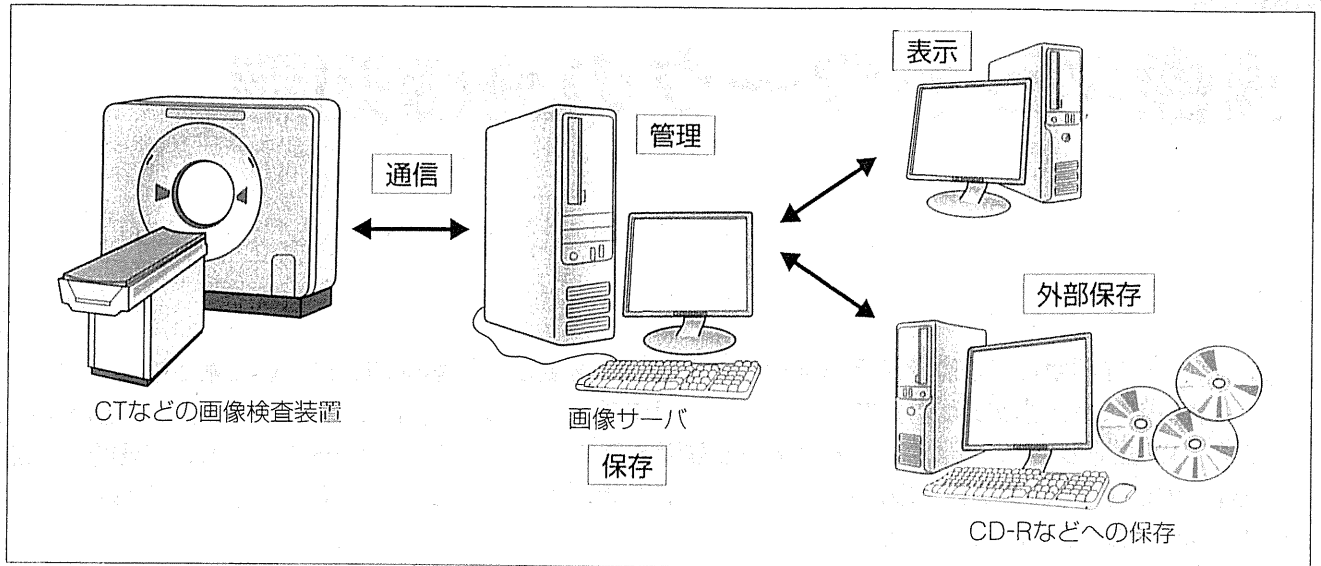 表示
管理
通信
外部保存
CTなどの画像検査装置
画像サーバ
保存
CD-Rなどへの保存